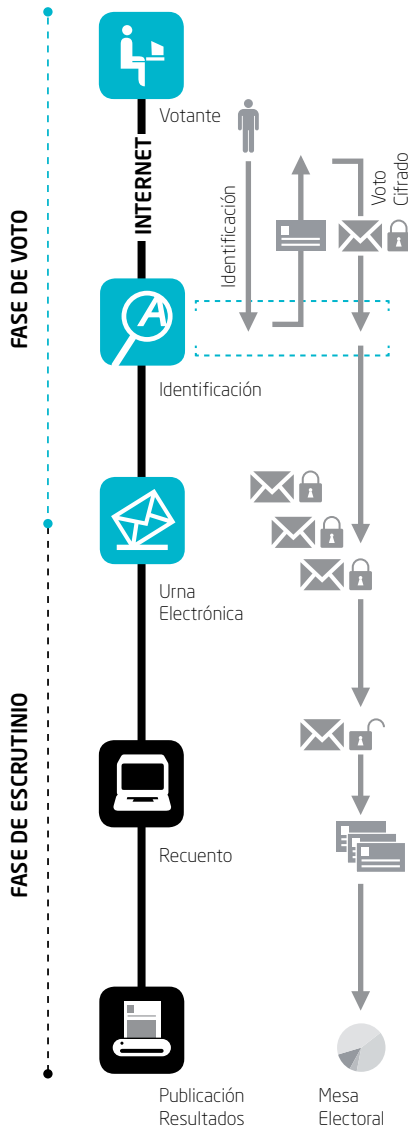 FASE DE VOTO
INTERNET
Votante
Identificación
Voto
Cifrado
A
Identificación
Urna
Electrónica
FASE DE ESCRUTINIO
Recuento
Publicación
Resultados
Mesa
Electoral